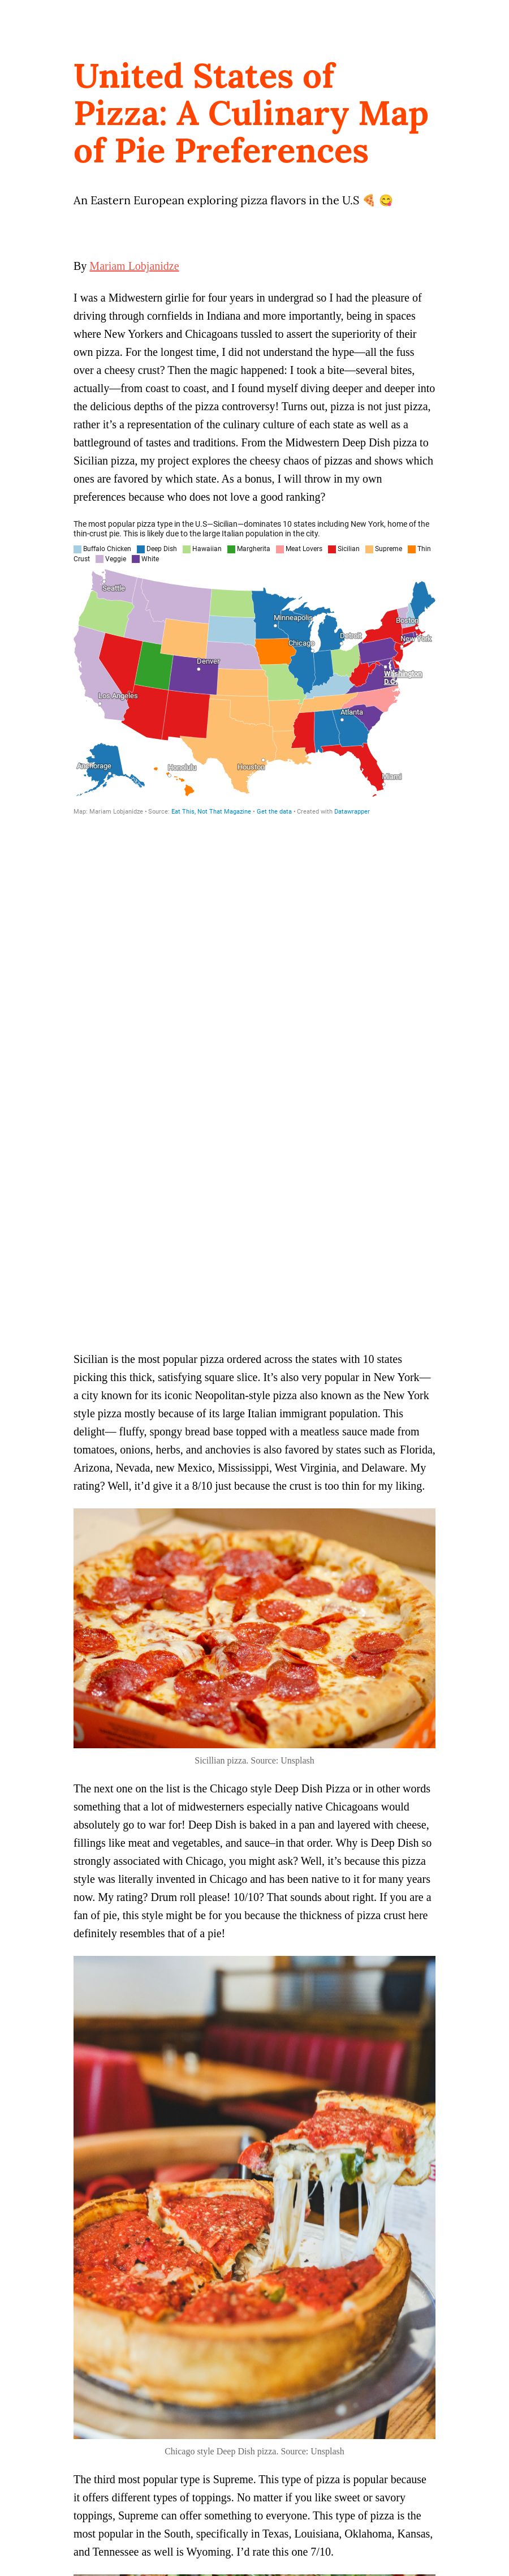 United States of
Pizza: A Culinary Map
of Pie Preferences
An Eastern European exploring pizza flavors in the U.S 🍕 😋
By Mariam Lobjanidze
I was a Midwestern girlie for four years in undergrad so I had the pleasure of
driving through cornfields in Indiana and more importantly, being in spaces
where New Yorkers and Chicagoans tussled to assert the superiority of their
own pizza. For the longest time, I did not understand the hype—all the fuss
over a cheesy crust? Then the magic happened: I took a bite—several bites,
actually—from coast to coast, and I found myself diving deeper and deeper into
the delicious depths of the pizza controversy! Turns out, pizza is not just pizza,
rather it’s a representation of the culinary culture of each state as well as a
battleground of tastes and traditions. From the Midwestern Deep Dish pizza to
Sicilian pizza, my project explores the cheesy chaos of pizzas and shows which
ones are favored by which state. As a bonus, I will throw in my own
preferences because who does not love a good ranking?
The most popular pizza type in the U.S—Sicilian—dominates 10 states including New York, home of the
thin-crust pie. This is likely due to the large Italian population in the city.
Buffalo Chicken Deep Dish Hawaiian Margherita Meat Lovers Sicilian Supreme Thin
Crust Veggie White
Seattle
Minneapolis
Boston
Detroit
New York
Chicago
Denver
Washington
D.C.
Los Angeles
Atlanta
Anchorage
Honolulu
Houston
Miami
Map: Mariam Lobjanidze • Source: Eat This, Not That Magazine • Get the data • Created with Datawrapper
Sicilian is the most popular pizza ordered across the states with 10 states
picking this thick, satisfying square slice. It’s also very popular in New York—
a city known for its iconic Neopolitan-style pizza also known as the New York
style pizza mostly because of its large Italian immigrant population. This
delight— fluffy, spongy bread base topped with a meatless sauce made from
tomatoes, onions, herbs, and anchovies is also favored by states such as Florida,
Arizona, Nevada, new Mexico, Mississippi, West Virginia, and Delaware. My
rating? Well, it’d give it a 8/10 just because the crust is too thin for my liking.
Sicillian pizza. Source: Unsplash
The next one on the list is the Chicago style Deep Dish Pizza or in other words
something that a lot of midwesterners especially native Chicagoans would
absolutely go to war for! Deep Dish is baked in a pan and layered with cheese,
fillings like meat and vegetables, and sauce–in that order. Why is Deep Dish so
strongly associated with Chicago, you might ask? Well, it’s because this pizza
style was literally invented in Chicago and has been native to it for many years
now. My rating? Drum roll please! 10/10? That sounds about right. If you are a
fan of pie, this style might be for you because the thickness of pizza crust here
definitely resembles that of a pie!
Chicago style Deep Dish pizza. Source: Unsplash
The third most popular type is Supreme. This type of pizza is popular because
it offers different types of toppings. No matter if you like sweet or savory
toppings, Supreme can offer something to everyone. This type of pizza is the
most popular in the South, specifically in Texas, Louisiana, Oklahoma, Kansas,
and Tennessee as well is Wyoming. I’d rate this one 7/10.